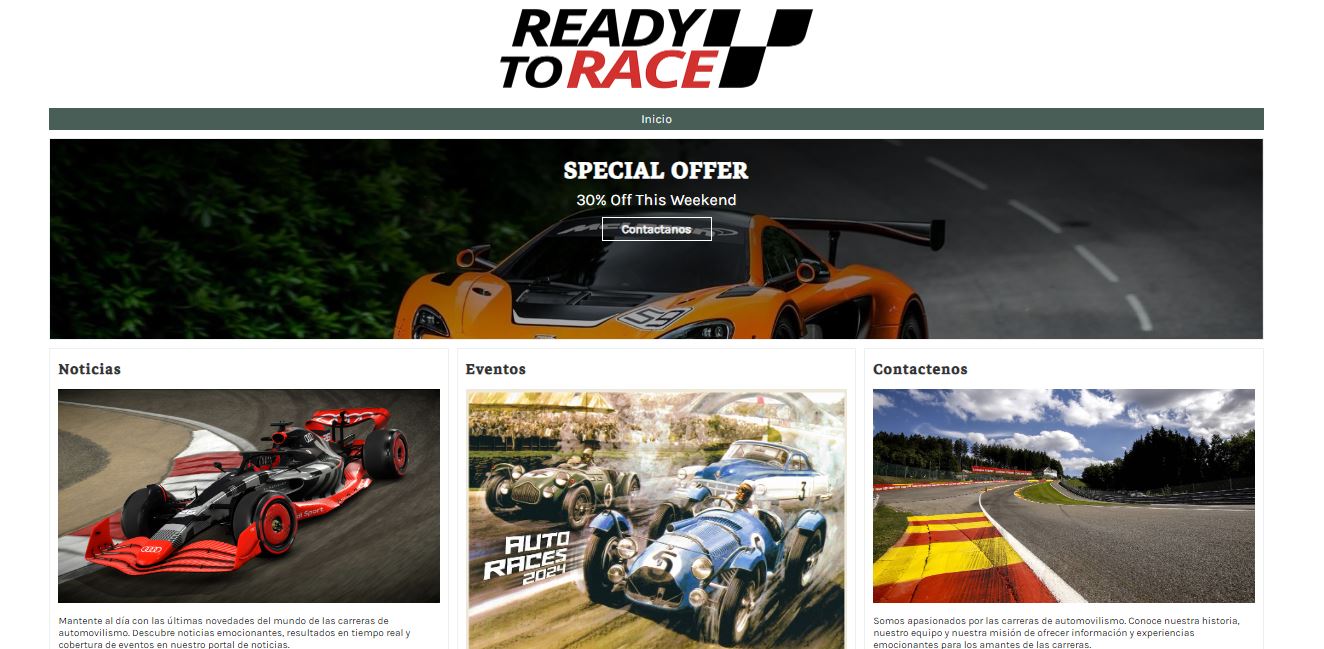 READY
TO RACE
Inicio
SPECIAL OFFER
30% Off This Weekend
Contactanos
59
Noticias
Eventos
Contactenos
3
5
AUTO
RACES
2024
Mantente al día con las últimas novedades del mundo de las carreras de
automovilismo. Descubre noticias emocionantes, resultados en tiempo real y
cobertura de eventos en nuestro portal de noticias.
Somos apasionados por las carreras de automovilismo. Conoce nuestra historia,
nuestro equipo y nuestra misión de ofrecer información y experiencias
emocionantes para los amantes de las carreras.